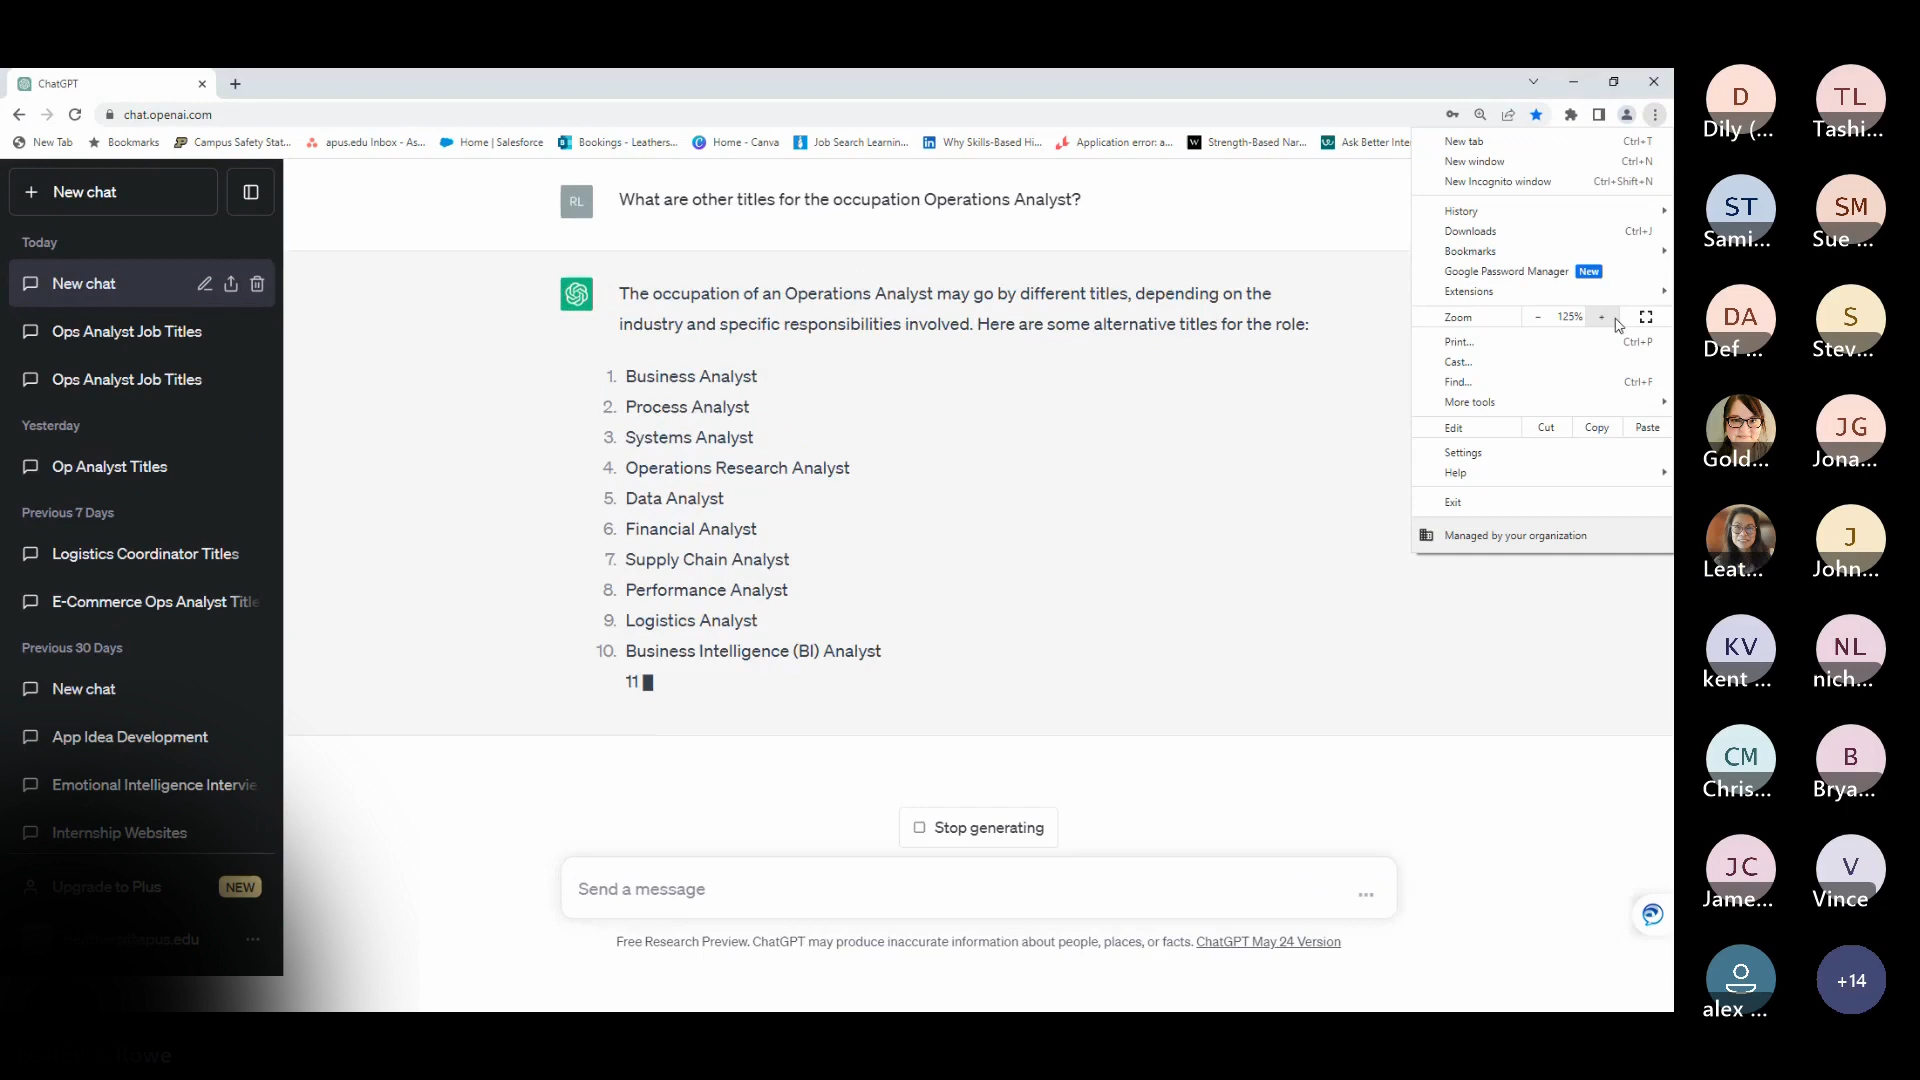 ChatGPT
chat.openai.com
New Tab
Bookmarks
Campus Safety Stat...
apus.edu Inbox - As...
Home | Salesforce
Bookings - Leathers...
Home - Canva
Job Search Learnin...
Why Skills-Based Hi...
Application error: a...
Strength-Based Nar...
Ask Better Inter
New chat
Today
New chat
Ops Analyst Job Titles
Ops Analyst Job Titles
Yesterday
Op Analyst Titles
Previous 7 Days
Logistics Coordinator Titles
E-Commerce Ops Analyst Title
Previous 30 Days
New chat
App Idea Development
Emotional Intelligence Intervie
Internship Websites
Upgrade to Plus NEW
RL
What are other titles for the occupation Operations Analyst?
The occupation of an Operations Analyst may go by different titles, depending on the
industry and specific responsibilities involved. Here are some alternative titles for the role:
1. Business Analyst
2. Process Analyst
3. Systems Analyst
4. Operations Research Analyst
5. Data Analyst
6. Financial Analyst
7. Supply Chain Analyst
8. Performance Analyst
9. Logistics Analyst
10. Business Intelligence (BI) Analyst
11
Stop generating
Send a message
Free Research Preview. ChatGPT may produce inaccurate information about people, places, or facts. ChatGPT May 24 Version
New tab Ctrl+T
New window Ctrl+N
New Incognito window Ctrl+Shift+N
History
Downloads Ctrl+J
Bookmarks
Google Password Manager New
Extensions
Zoom - 125% +
Print... Ctrl+P
Cast...
Find... Ctrl+F
More tools
Edit Cut Copy Paste
Settings
Help
Exit
Managed by your organization
D TL
Dily (... Tashi...
ST SM
Sami... Sue ...
DA S
Def ... Stev...
JG
Gold... Jona...
J
Leat... John...
KV NL
kent ... nich...
CM B
Chris... Brya...
JC V
Jame... Vince
+14
alex ...